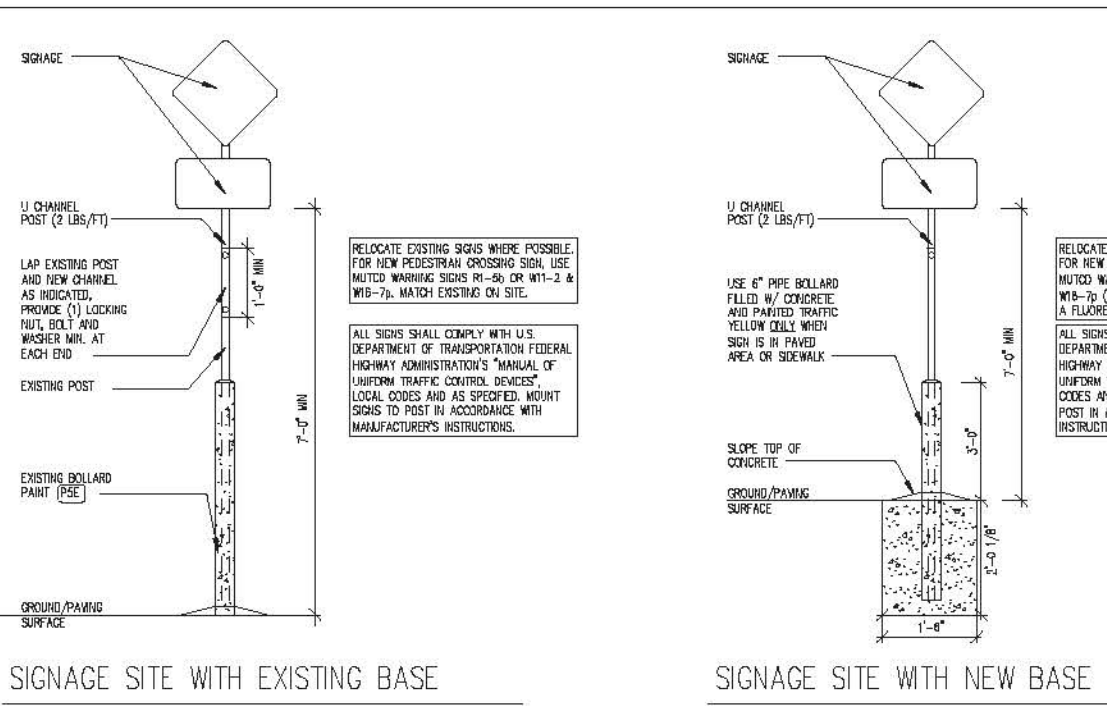 SIGNAGE
U CHANNEL
POST (2 LBS/FT)
LAP EXISTING POST
AND NEW CHANNEL
AS INDICATED,
PROVIDE (1) LOCKING
NUT, BOLT AND
WASHER MIN. AT
EACH END
EXISTING POST
EXISTING BOLLARD
PAINT P5E
GROUND/PAVING
SURFACE
1'-0" MIN
7'-0" MIN
RELOCATE EXISTING SIGNS WHERE POSSIBLE.
FOR NEW PEDESTRIAN CROSSING SIGN, USE
MUTCD WARNING SIGNS R1-5b OR W11-2 &
W16-7p. MATCH EXISTING ON SITE.
ALL SIGNS SHALL COMPLY WITH U.S.
DEPARTMENT OF TRANSPORTATION FEDERAL
HIGHWAY ADMINISTRATION'S "MANUAL OF
UNIFORM TRAFFIC CONTROL DEVICES",
LOCAL CODES AND AS SPECIFIED. MOUNT
SIGNS TO POST IN ACCORDANCE WITH
MANUFACTURER'S INSTRUCTIONS.
SIGNAGE SITE WITH EXISTING BASE
SIGNAGE
U CHANNEL
POST (2 LBS/FT)
USE 6" PIPE BOLLARD
FILLED W/ CONCRETE
AND PAINTED TRAFFIC
YELLOW ONLY WHEN
SIGN IS IN PAVED
AREA OR SIDEWALK
SLOPE TOP OF
CONCRETE
GROUND/PAVING
SURFACE
7'-0" MIN
3'-0"
2'-0 1/8"
1'-6"
RELOCATE
FOR NEW
MUTCD WA
W16-7p (
A FLUORE
ALL SIGNS
DEPARTME
HIGHWAY
UNIFORM
CODES AN
POST IN
INSTRUCTI
SIGNAGE SITE WITH NEW BASE